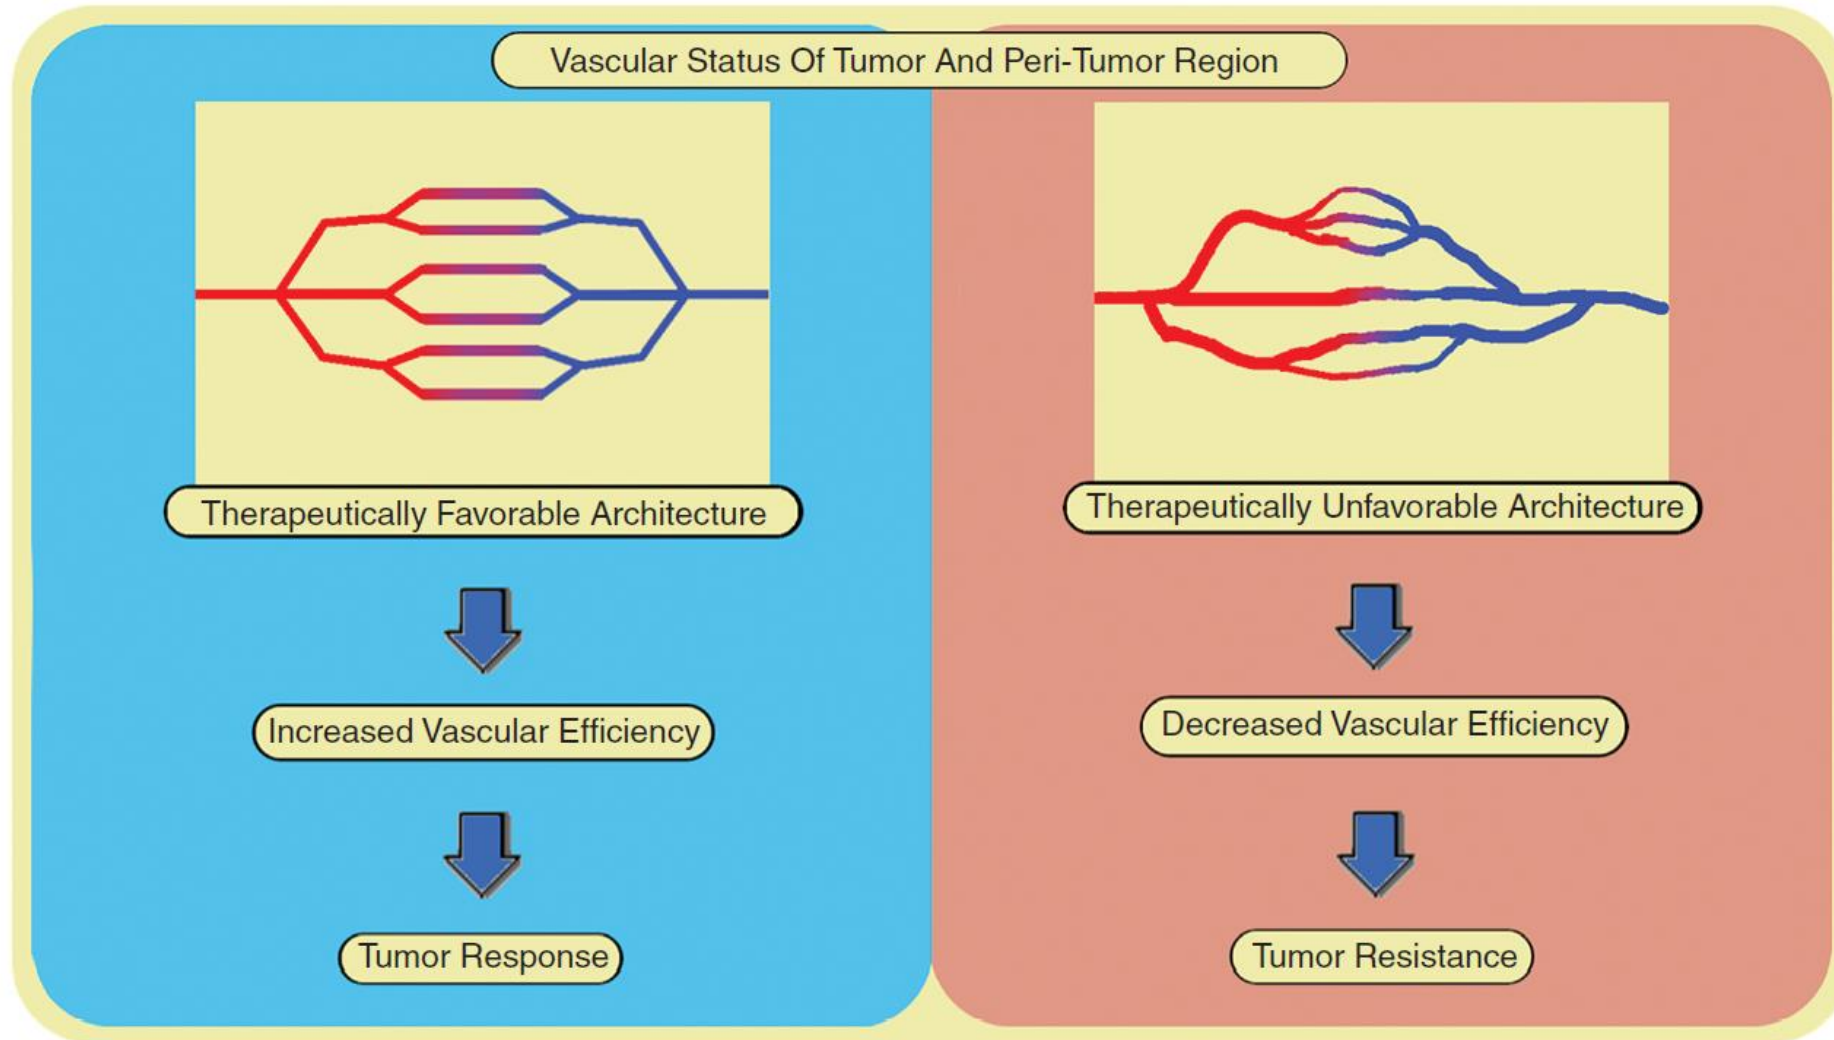 Vascular Status Of Tumor And Peri-Tumor Region
Therapeutically Favorable Architecture
Increased Vascular Efficiency
Tumor Response
Therapeutically Unfavorable Architecture
Decreased Vascular Efficiency
Tumor Resistance